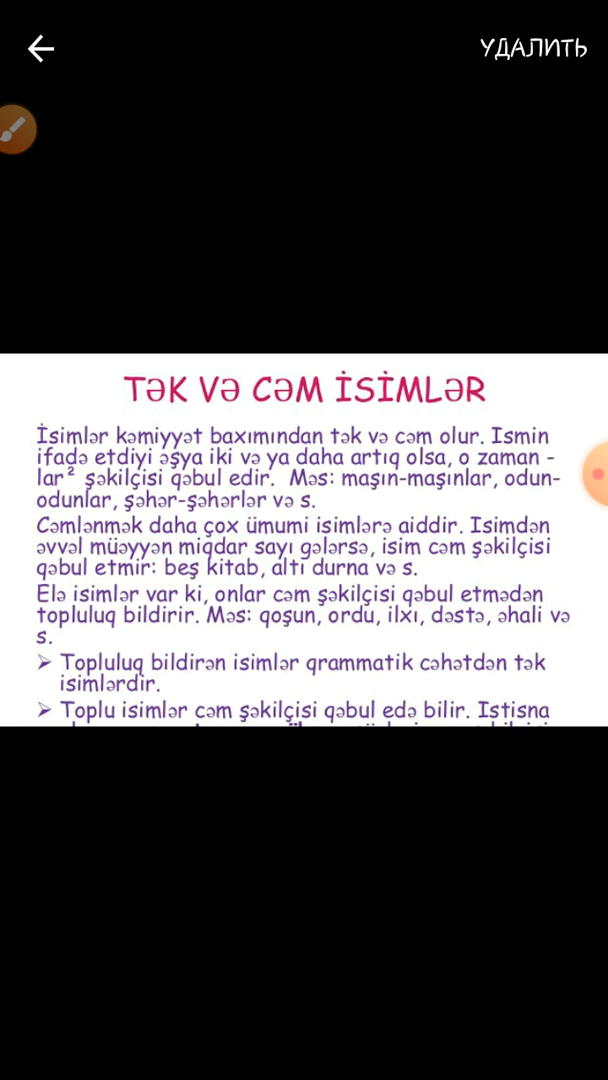 УДАЛИТЬ
TƏK VƏ CƏM İSİMLƏR
İsimlər kəmiyyət baxımından tək və cəm olur. Ismin
ifadə etdiyi əşya iki və ya daha artıq olsa, o zaman -
lar² şəkilçisi qəbul edir. Məs: maşın-maşınlar, odun-
odunlar, şəhər-şəhərlər və s.
Cəmlənmək daha çox ümumi isimlərə aiddir. Isimdən
əvvəl müəyyən miqdar sayı gələrsə, isim cəm şəkilçisi
qəbul etmir: beş kitab, altı durna və s.
Elə isimlər var ki, onlar cəm şəkilçisi qəbul etmədən
topluluq bildirir. Məs: qoşun, ordu, ilxı, dəstə, əhali və
s.
➢ Topluluq bildirən isimlər qrammatik cəhətdən tək
isimlərdir.
➢ Toplu isimlər cəm şəkilçisi qəbul edə bilir. Istisna